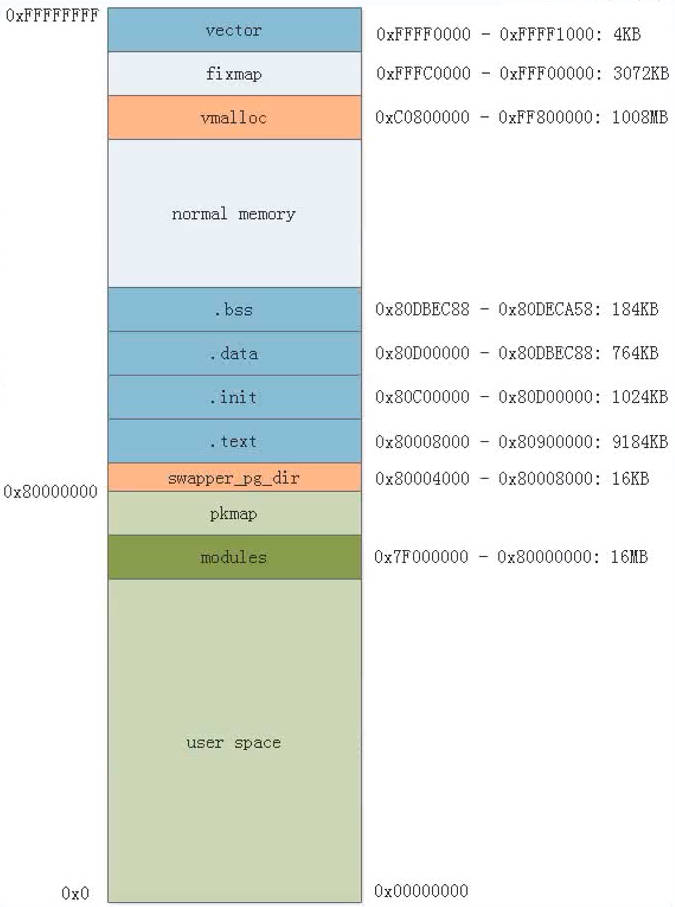 0xFFFFFFFF
vector 0xFFFF0000 - 0xFFFF1000: 4KB
fixmap 0xFFFC0000 - 0xFFF00000: 3072KB
vmalloc 0xC0800000 - 0xFF800000: 1008MB
normal memory
.bss 0x80DBEC88 - 0x80DECA58: 184KB
.data 0x80D00000 - 0x80DBEC88: 764KB
.init 0x80C00000 - 0x80D00000: 1024KB
.text 0x80008000 - 0x80900000: 9184KB
swapper_pg_dir 0x80004000 - 0x80008000: 16KB
0x80000000
pkmap
modules 0x7F000000 - 0x80000000: 16MB
user space
0x0 0x00000000